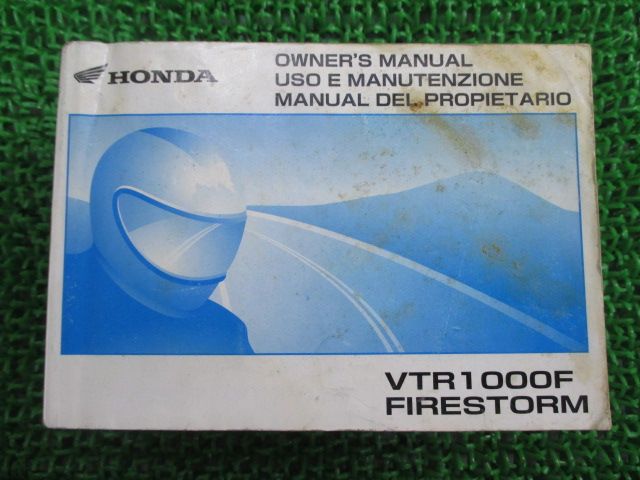 HONDA
OWNER'S MANUAL
USO E MANUTENZIONE
MANUAL DEL PROPIETARIO
VTR1000F
FIRESTORM